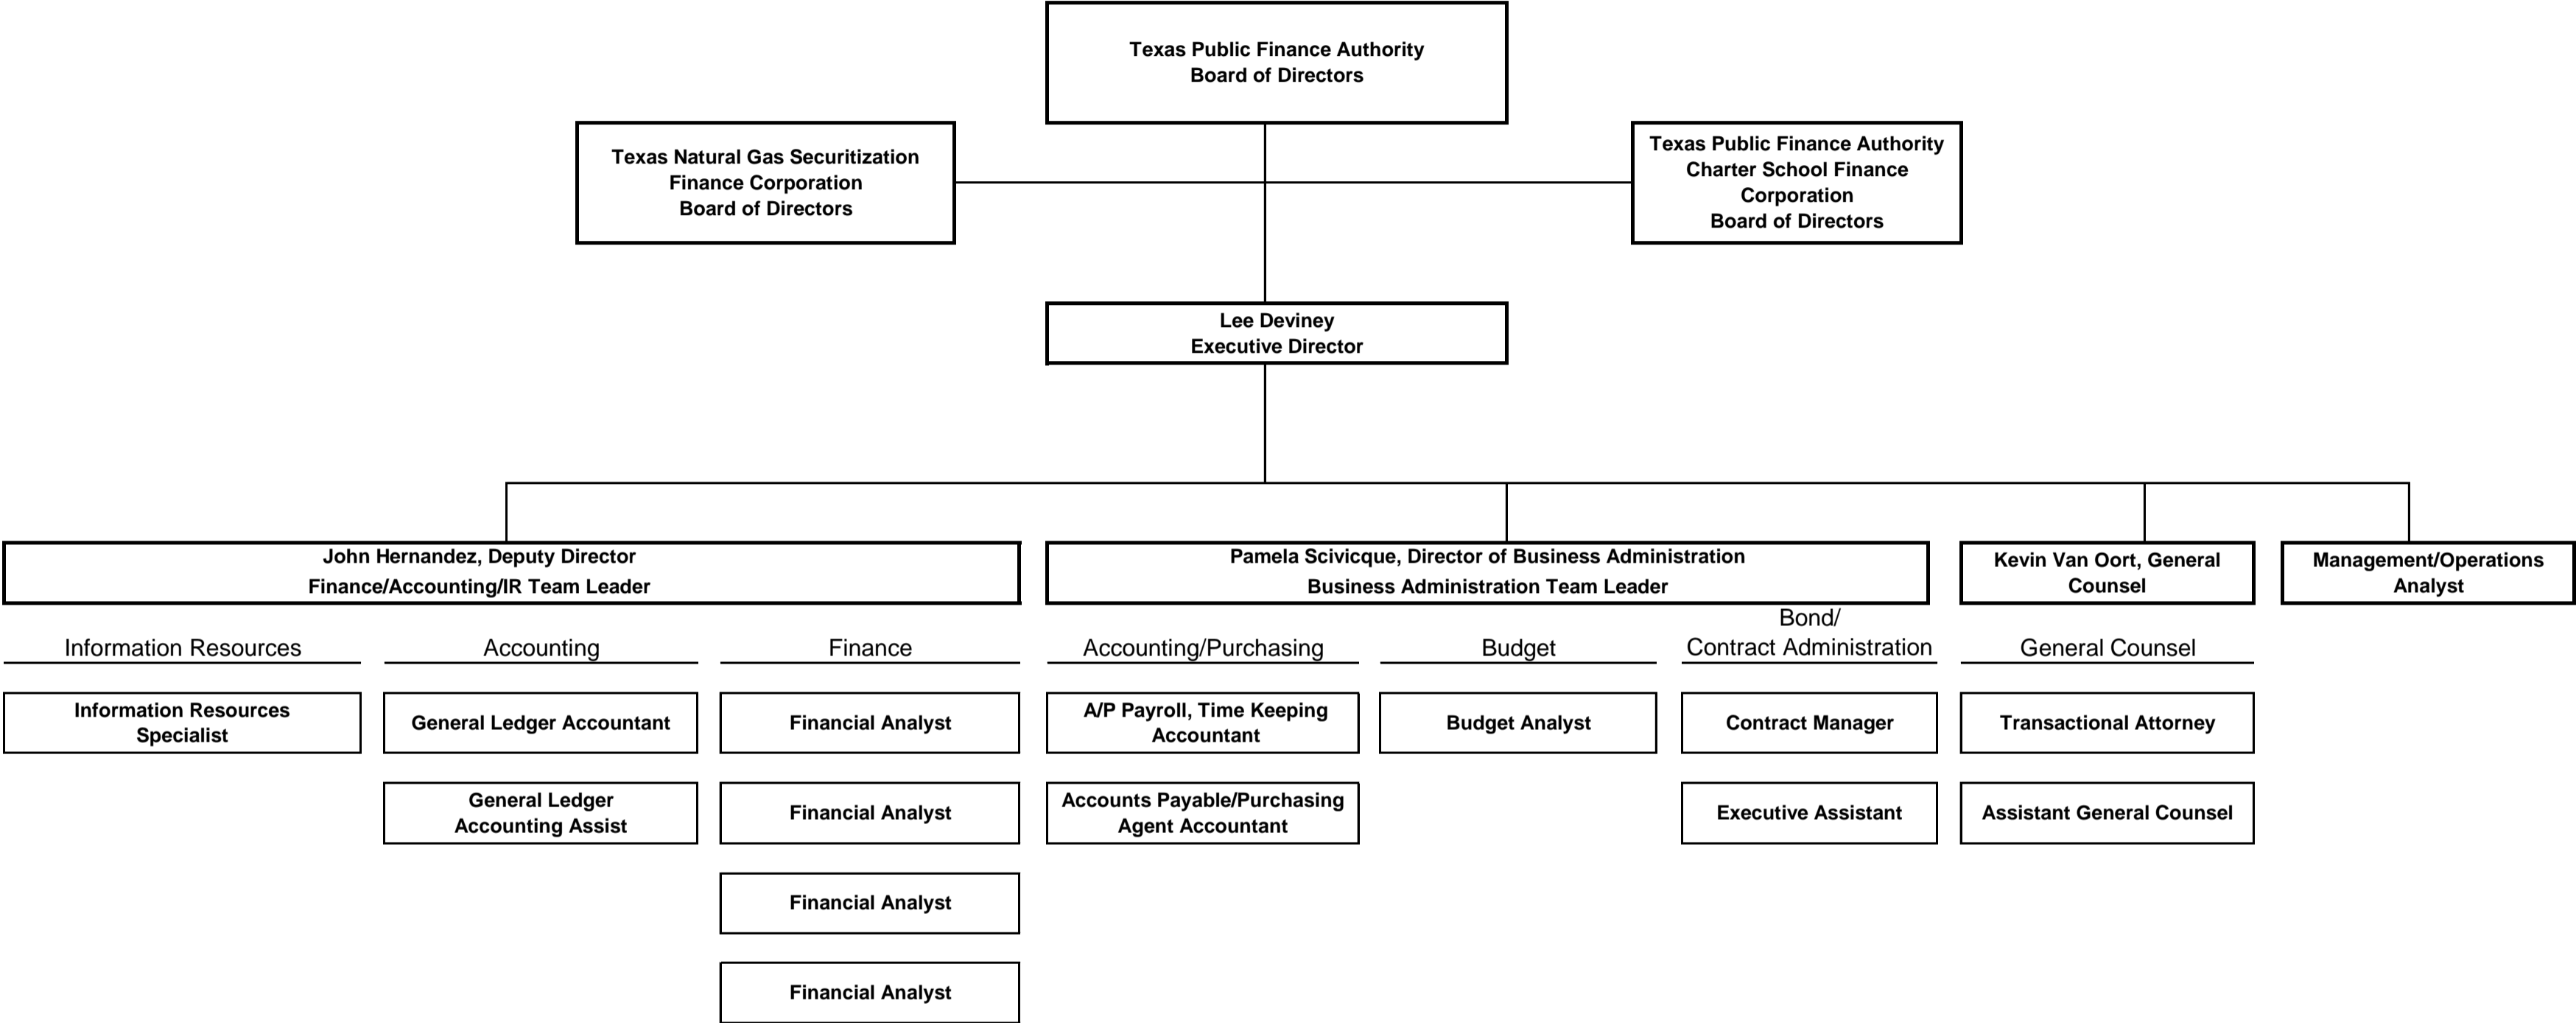 Texas Public Finance Authority
Board of Directors
Texas Natural Gas Securitization
Finance Corporation
Board of Directors
Texas Public Finance Authority
Charter School Finance
Corporation
Board of Directors
Lee Deviney
Executive Director
John Hernandez, Deputy Director
Finance/Accounting/IR Team Leader
Pamela Scivicque, Director of Business Administration
Business Administration Team Leader
Kevin Van Oort, General
Counsel
Management/Operations
Analyst
Information Resources
Accounting
Finance
Accounting/Purchasing
Budget
Bond/
Contract Administration
General Counsel
Information Resources
Specialist
General Ledger Accountant
Financial Analyst
A/P Payroll, Time Keeping
Accountant
Budget Analyst
Contract Manager
Transactional Attorney
General Ledger
Accounting Assist
Financial Analyst
Accounts Payable/Purchasing
Agent Accountant
Executive Assistant
Assistant General Counsel
Financial Analyst
Financial Analyst